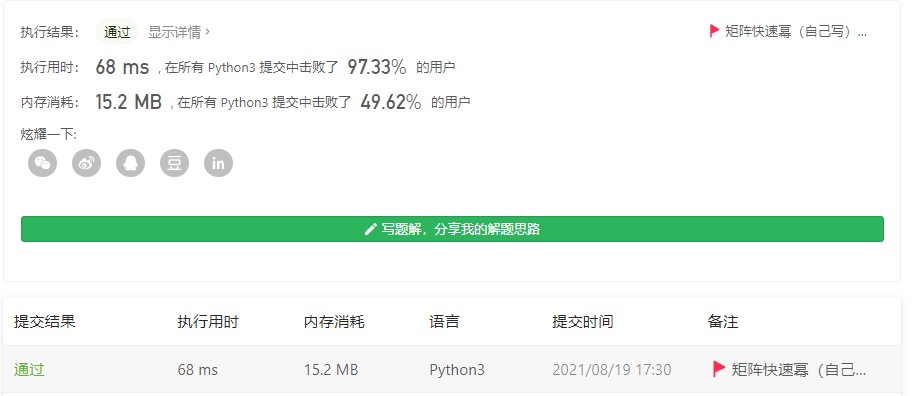 执行结果： 通过 显示详情 > 矩阵快速幂（自己写）...
执行用时： 68 ms , 在所有 Python3 提交中击败了 97.33% 的用户
内存消耗： 15.2 MB , 在所有 Python3 提交中击败了 49.62% 的用户
炫耀一下:
豆 in
写题解，分享我的解题思路
提交结果 执行用时 内存消耗 语言 提交时间 备注
通过 68 ms 15.2 MB Python3 2021/08/19 17:30 矩阵快速幂（自己...